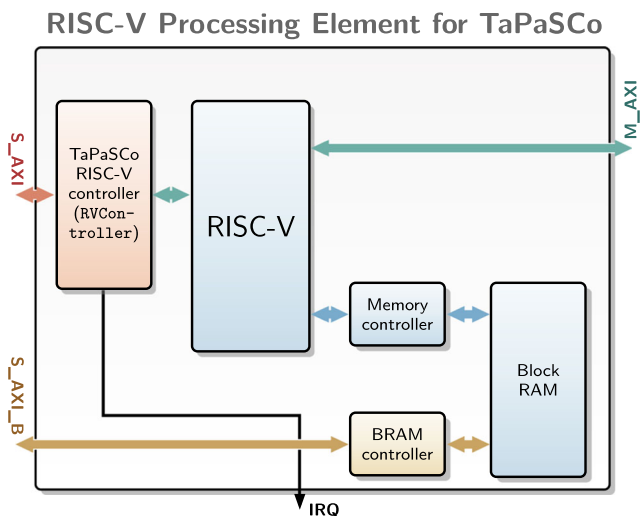 RISC-V Processing Element for TaPaSCo
M_AXI
S_AXI
TaPaSCo
RISC-V
controller
(RVCon-
troller)
RISC-V
Memory
controller
Block
RAM
S_AXI_B
BRAM
controller
IRQ